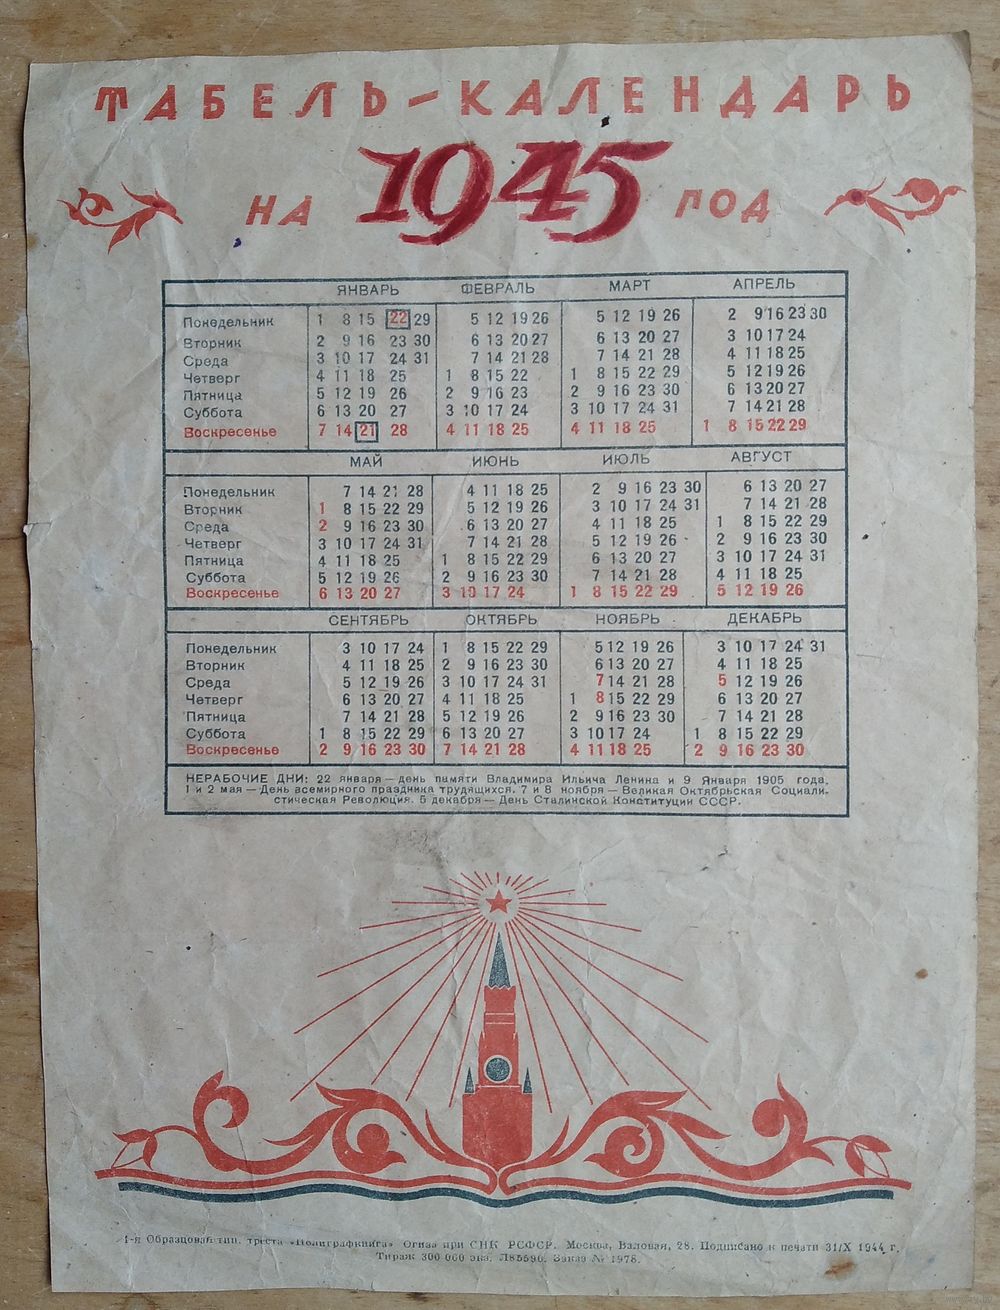 ТАБЕЛЬ-КАЛЕНДАРЬ
НА 1945 ГОД
ЯНВАРЬ ФЕВРАЛЬ МАРТ АПРЕЛЬ
Понедельник 1 8 15 22 29 5 12 19 26 5 12 19 26 2 9 16 23 30
Вторник 2 9 16 23 30 6 13 20 27 6 13 20 27 3 10 17 24
Среда 3 10 17 24 31 7 14 21 28 7 14 21 28 4 11 18 25
Четверг 4 11 18 25 1 8 15 22 1 8 15 22 29 5 12 19 26
Пятница 5 12 19 26 2 9 16 23 2 9 16 23 30 6 13 20 27
Суббота 6 13 20 27 3 10 17 24 3 10 17 24 31 7 14 21 28
Воскресенье 7 14 21 28 4 11 18 25 4 11 18 25 1 8 15 22 29
МАЙ ИЮНЬ ИЮЛЬ АВГУСТ
Понедельник 7 14 21 28 4 11 18 25 2 9 16 23 30 6 13 20 27
Вторник 1 8 15 22 29 5 12 19 26 3 10 17 24 31 7 14 21 28
Среда 2 9 16 23 30 6 13 20 27 4 11 18 25 1 8 15 22 29
Четверг 3 10 17 24 31 7 14 21 28 5 12 19 26 2 9 16 23 30
Пятница 4 11 18 25 1 8 15 22 29 6 13 20 27 3 10 17 24 31
Суббота 5 12 19 26 2 9 16 23 30 7 14 21 28 4 11 18 25
Воскресенье 6 13 20 27 3 10 17 24 1 8 15 22 29 5 12 19 26
СЕНТЯБРЬ ОКТЯБРЬ НОЯБРЬ ДЕКАБРЬ
Понедельник 3 10 17 24 1 8 15 22 29 5 12 19 26 3 10 17 24 31
Вторник 4 11 18 25 2 9 16 23 30 6 13 20 27 4 11 18 25
Среда 5 12 19 26 3 10 17 24 31 7 14 21 28 5 12 19 26
Четверг 6 13 20 27 4 11 18 25 1 8 15 22 29 6 13 20 27
Пятница 7 14 21 28 5 12 19 26 2 9 16 23 30 7 14 21 28
Суббота 1 8 15 22 29 6 13 20 27 3 10 17 24 1 8 15 22 29
Воскресенье 2 9 16 23 30 7 14 21 28 4 11 18 25 2 9 16 23 30
НЕРАБОЧИЕ ДНИ: 22 января — день памяти Владимира Ильича Ленина и 9 Января 1905 года.
1 и 2 мая — День всемирного праздника трудящихся. 7 и 8 ноября — Великая Октябрьская Социали-
стическая Революция. 5 декабря — День Сталинской Конституции СССР.
1-я Образцовая тип. треста «Полиграфкнига» Огиза при СНК РСФСР. Москва, Валовая, 28. Подписано к печати 31/X 1944 г.
Тираж 300 000 экз. Л85590. Заказ № 1978.